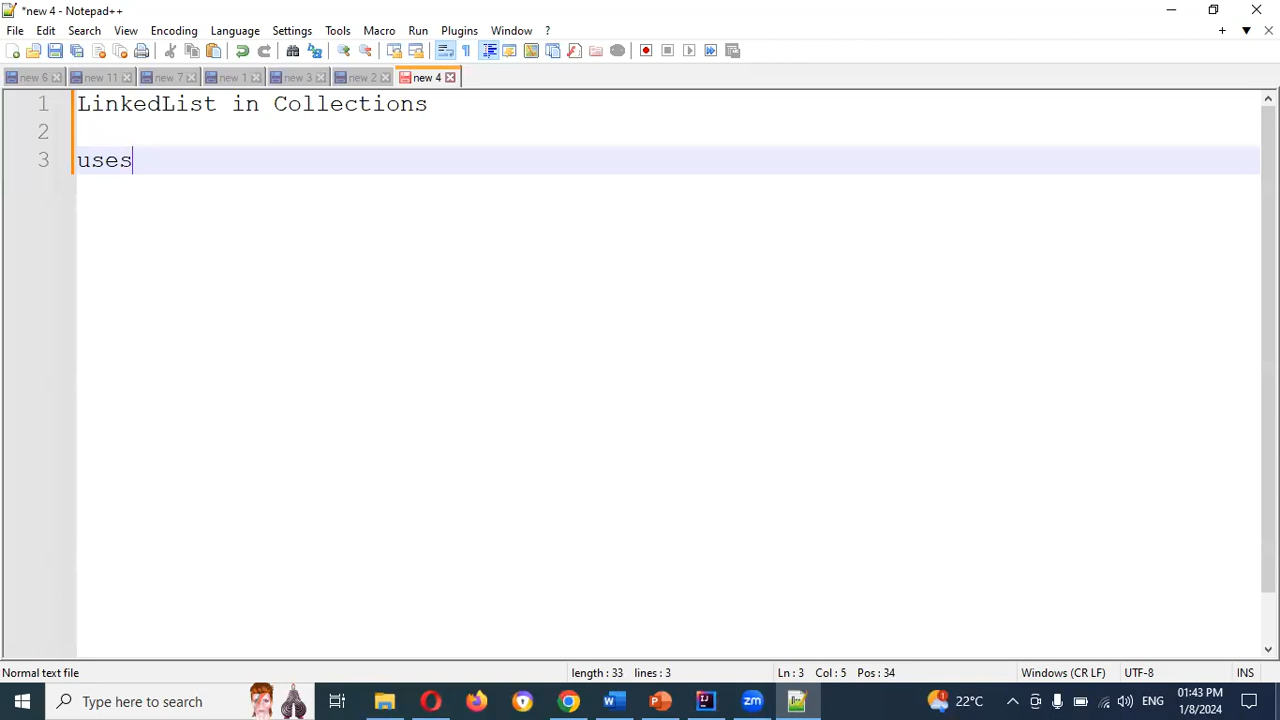 *new 4 - Notepad++
File Edit Search View Encoding Language Settings Tools Macro Run Plugins Window ?
new 6 new 11 new 7 new 1 new 3 new 2 new 4
1 LinkedList in Collections
2
3 uses
Normal text file length : 33 lines : 3 Ln : 3 Col : 5 Pos : 34 Windows (CR LF) UTF-8 INS
Type here to search 22°C ENG 01:43 PM
1/8/2024